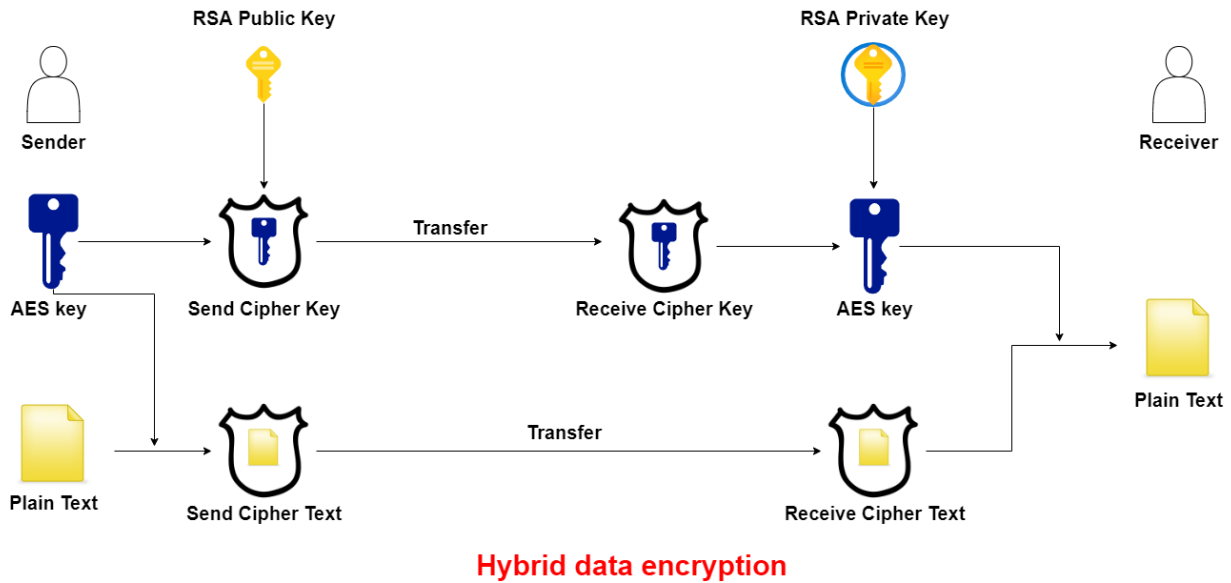 RSA Public Key
RSA Private Key
Sender
Receiver
Transfer
AES key
Send Cipher Key
Receive Cipher Key
AES key
Plain Text
Transfer
Plain Text
Send Cipher Text
Receive Cipher Text
Hybrid data encryption